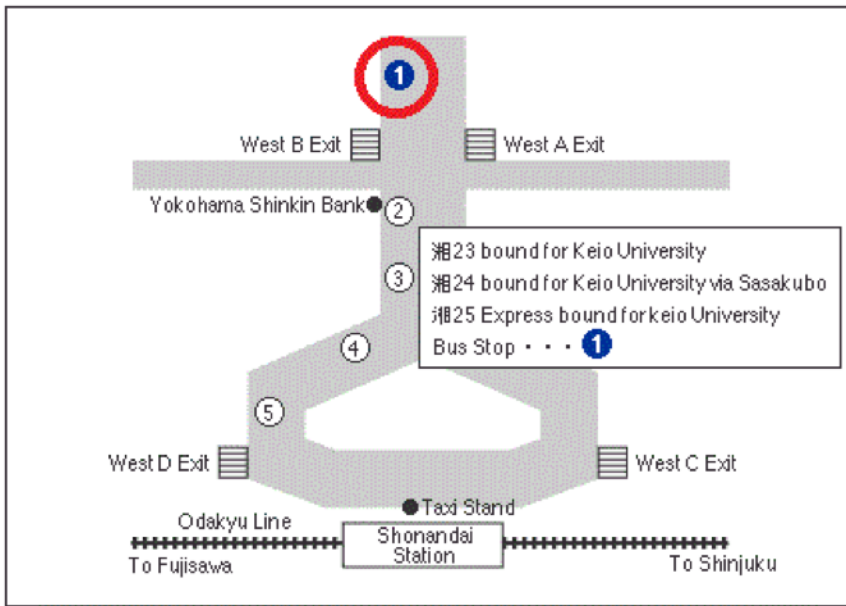 1
West B Exit
West A Exit
Yokohama Shinkin Bank
2
湘23 bound for Keio University
3
湘24 bound for Keio University via Sasakubo
湘25 Express bound for keio University
4
Bus Stop ・ ・ ・ 1
5
West D Exit
West C Exit
Taxi Stand
Odakyu Line
Shonandai
Station
To Fujisawa
To Shinjuku